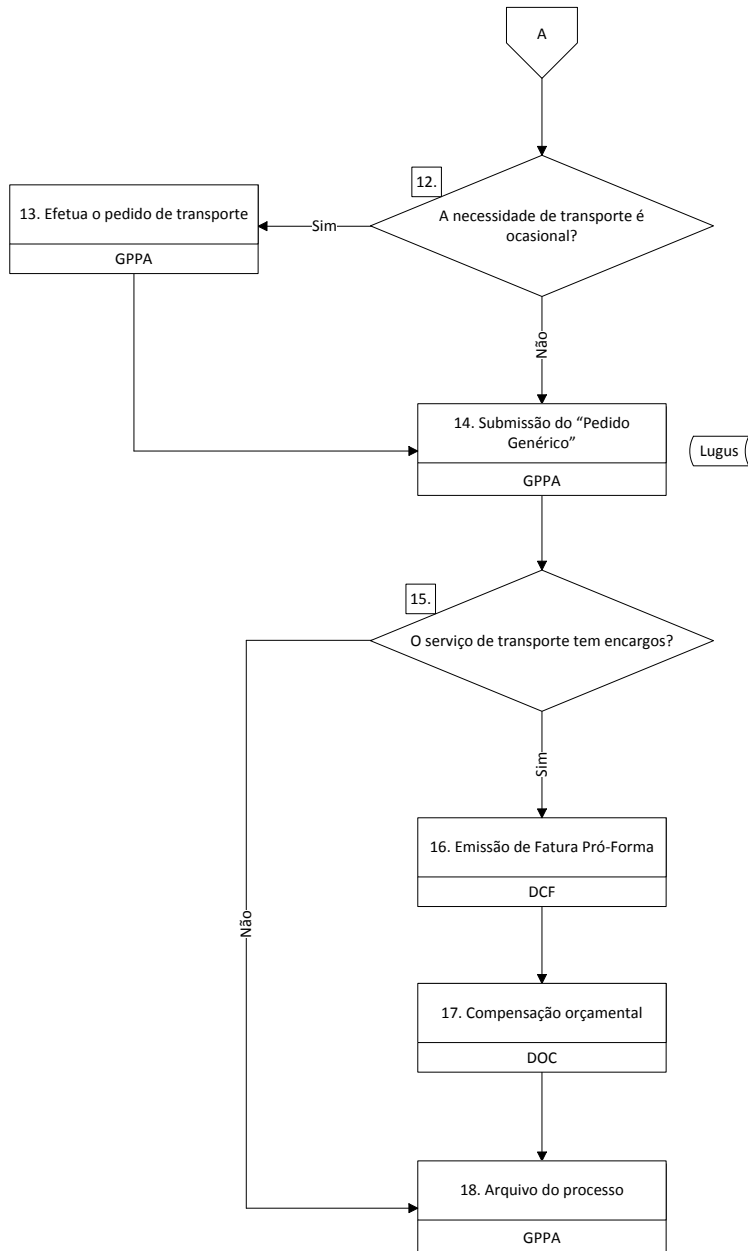 A
12.
A necessidade de transporte é
ocasional?
Sim
13. Efetua o pedido de transporte
GPPA
Não
14. Submissão do “Pedido
Genérico”
GPPA
Lugus
15.
O serviço de transporte tem encargos?
Sim
Não
16. Emissão de Fatura Pró-Forma
DCF
17. Compensação orçamental
DOC
18. Arquivo do processo
GPPA